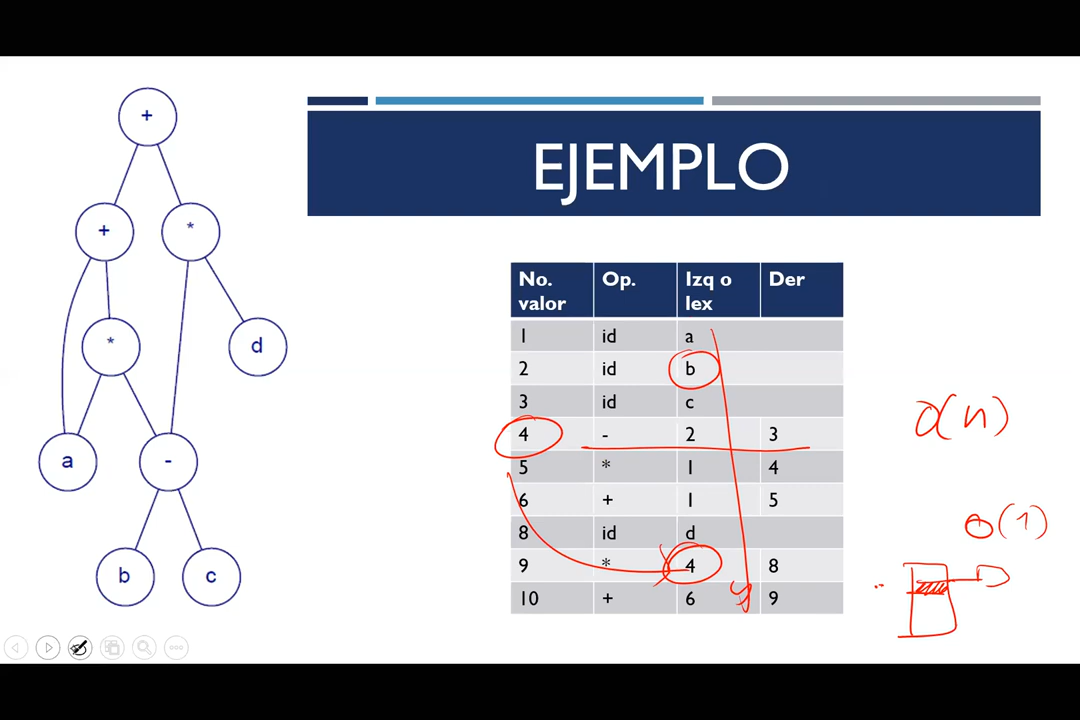 EJEMPLO
+
+ *
* d
a -
b c
No. valor Op. Izq o lex Der
1 id a
2 id b
3 id c
4 - 2 3
5 * 1 4
6 + 1 5
8 id d
9 * 4 8
10 + 6 9
O(n)
O(1)